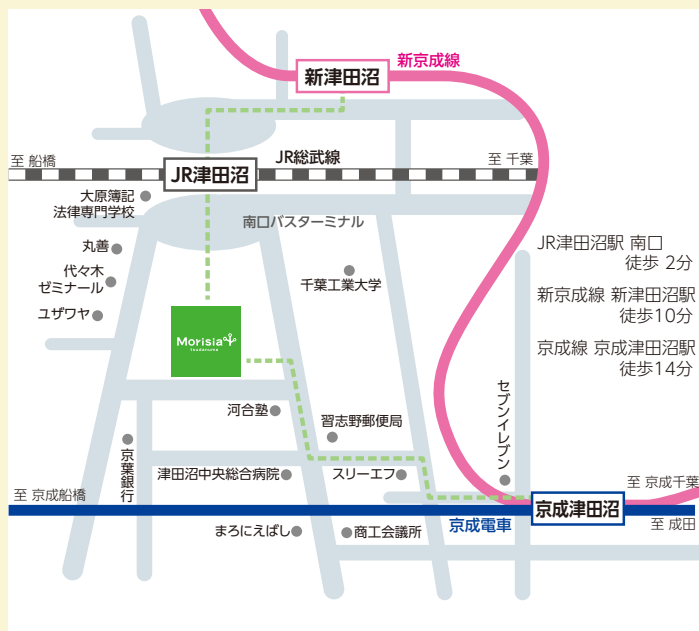 新京成線
新津田沼
至 船橋
JR津田沼
JR総武線
至 千葉
大原簿記
法律専門学校
南口バスターミナル
丸善
代々木
ゼミナール
ユザワヤ
千葉工業大学
JR津田沼駅 南口
徒歩 2分
新京成線 新津田沼駅
徒歩10分
京成線 京成津田沼駅
徒歩14分
Morisia
tsudanuma
河合塾
習志野郵便局
セブンイレブン
京葉銀行
津田沼中央総合病院
スリーエフ
至 京成船橋
京成電車
京成津田沼
至 京成千葉
至 成田
まろにえばし
商工会議所